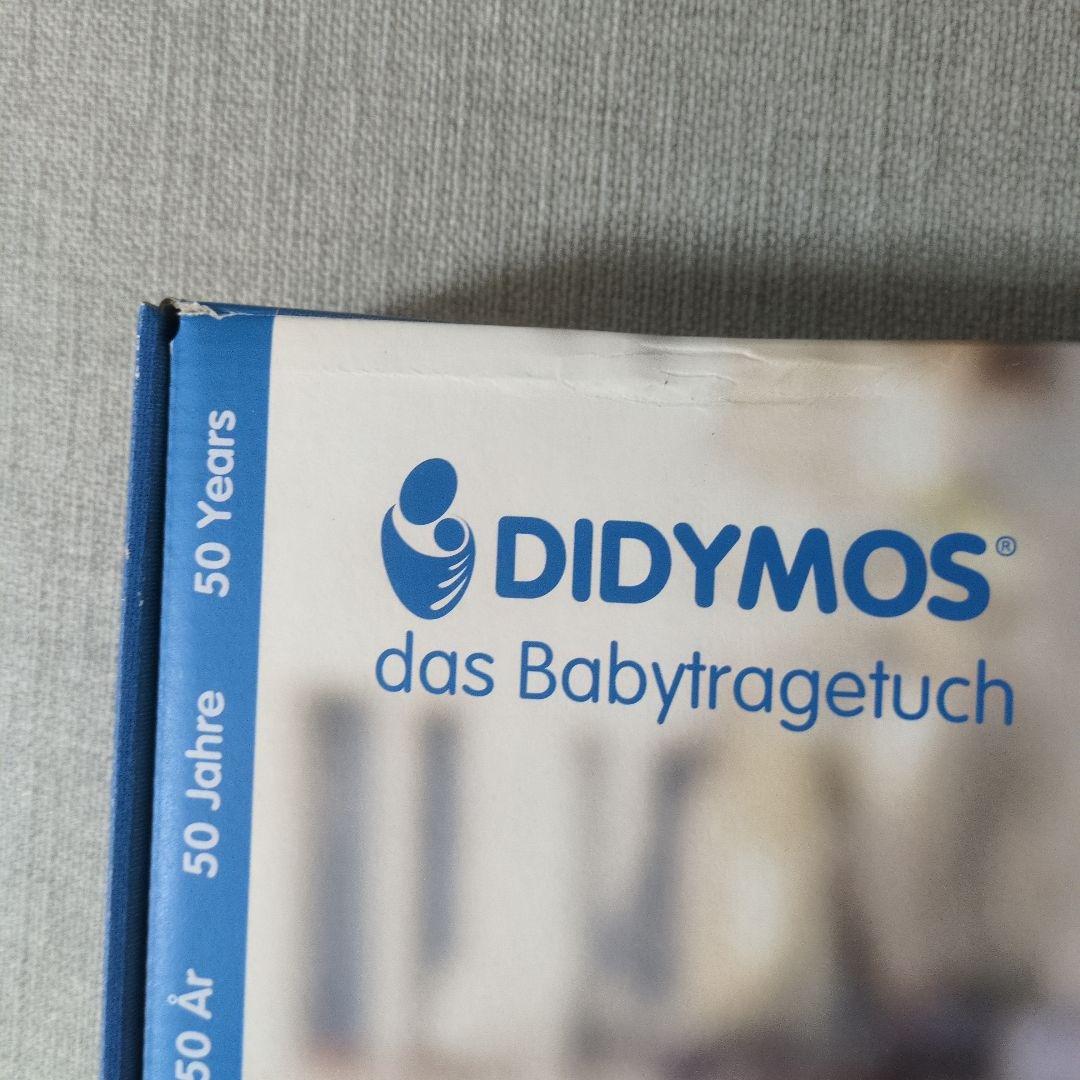 DIDYMOS®
das Babytragetuch
50 Years
50 Jahre
50 År